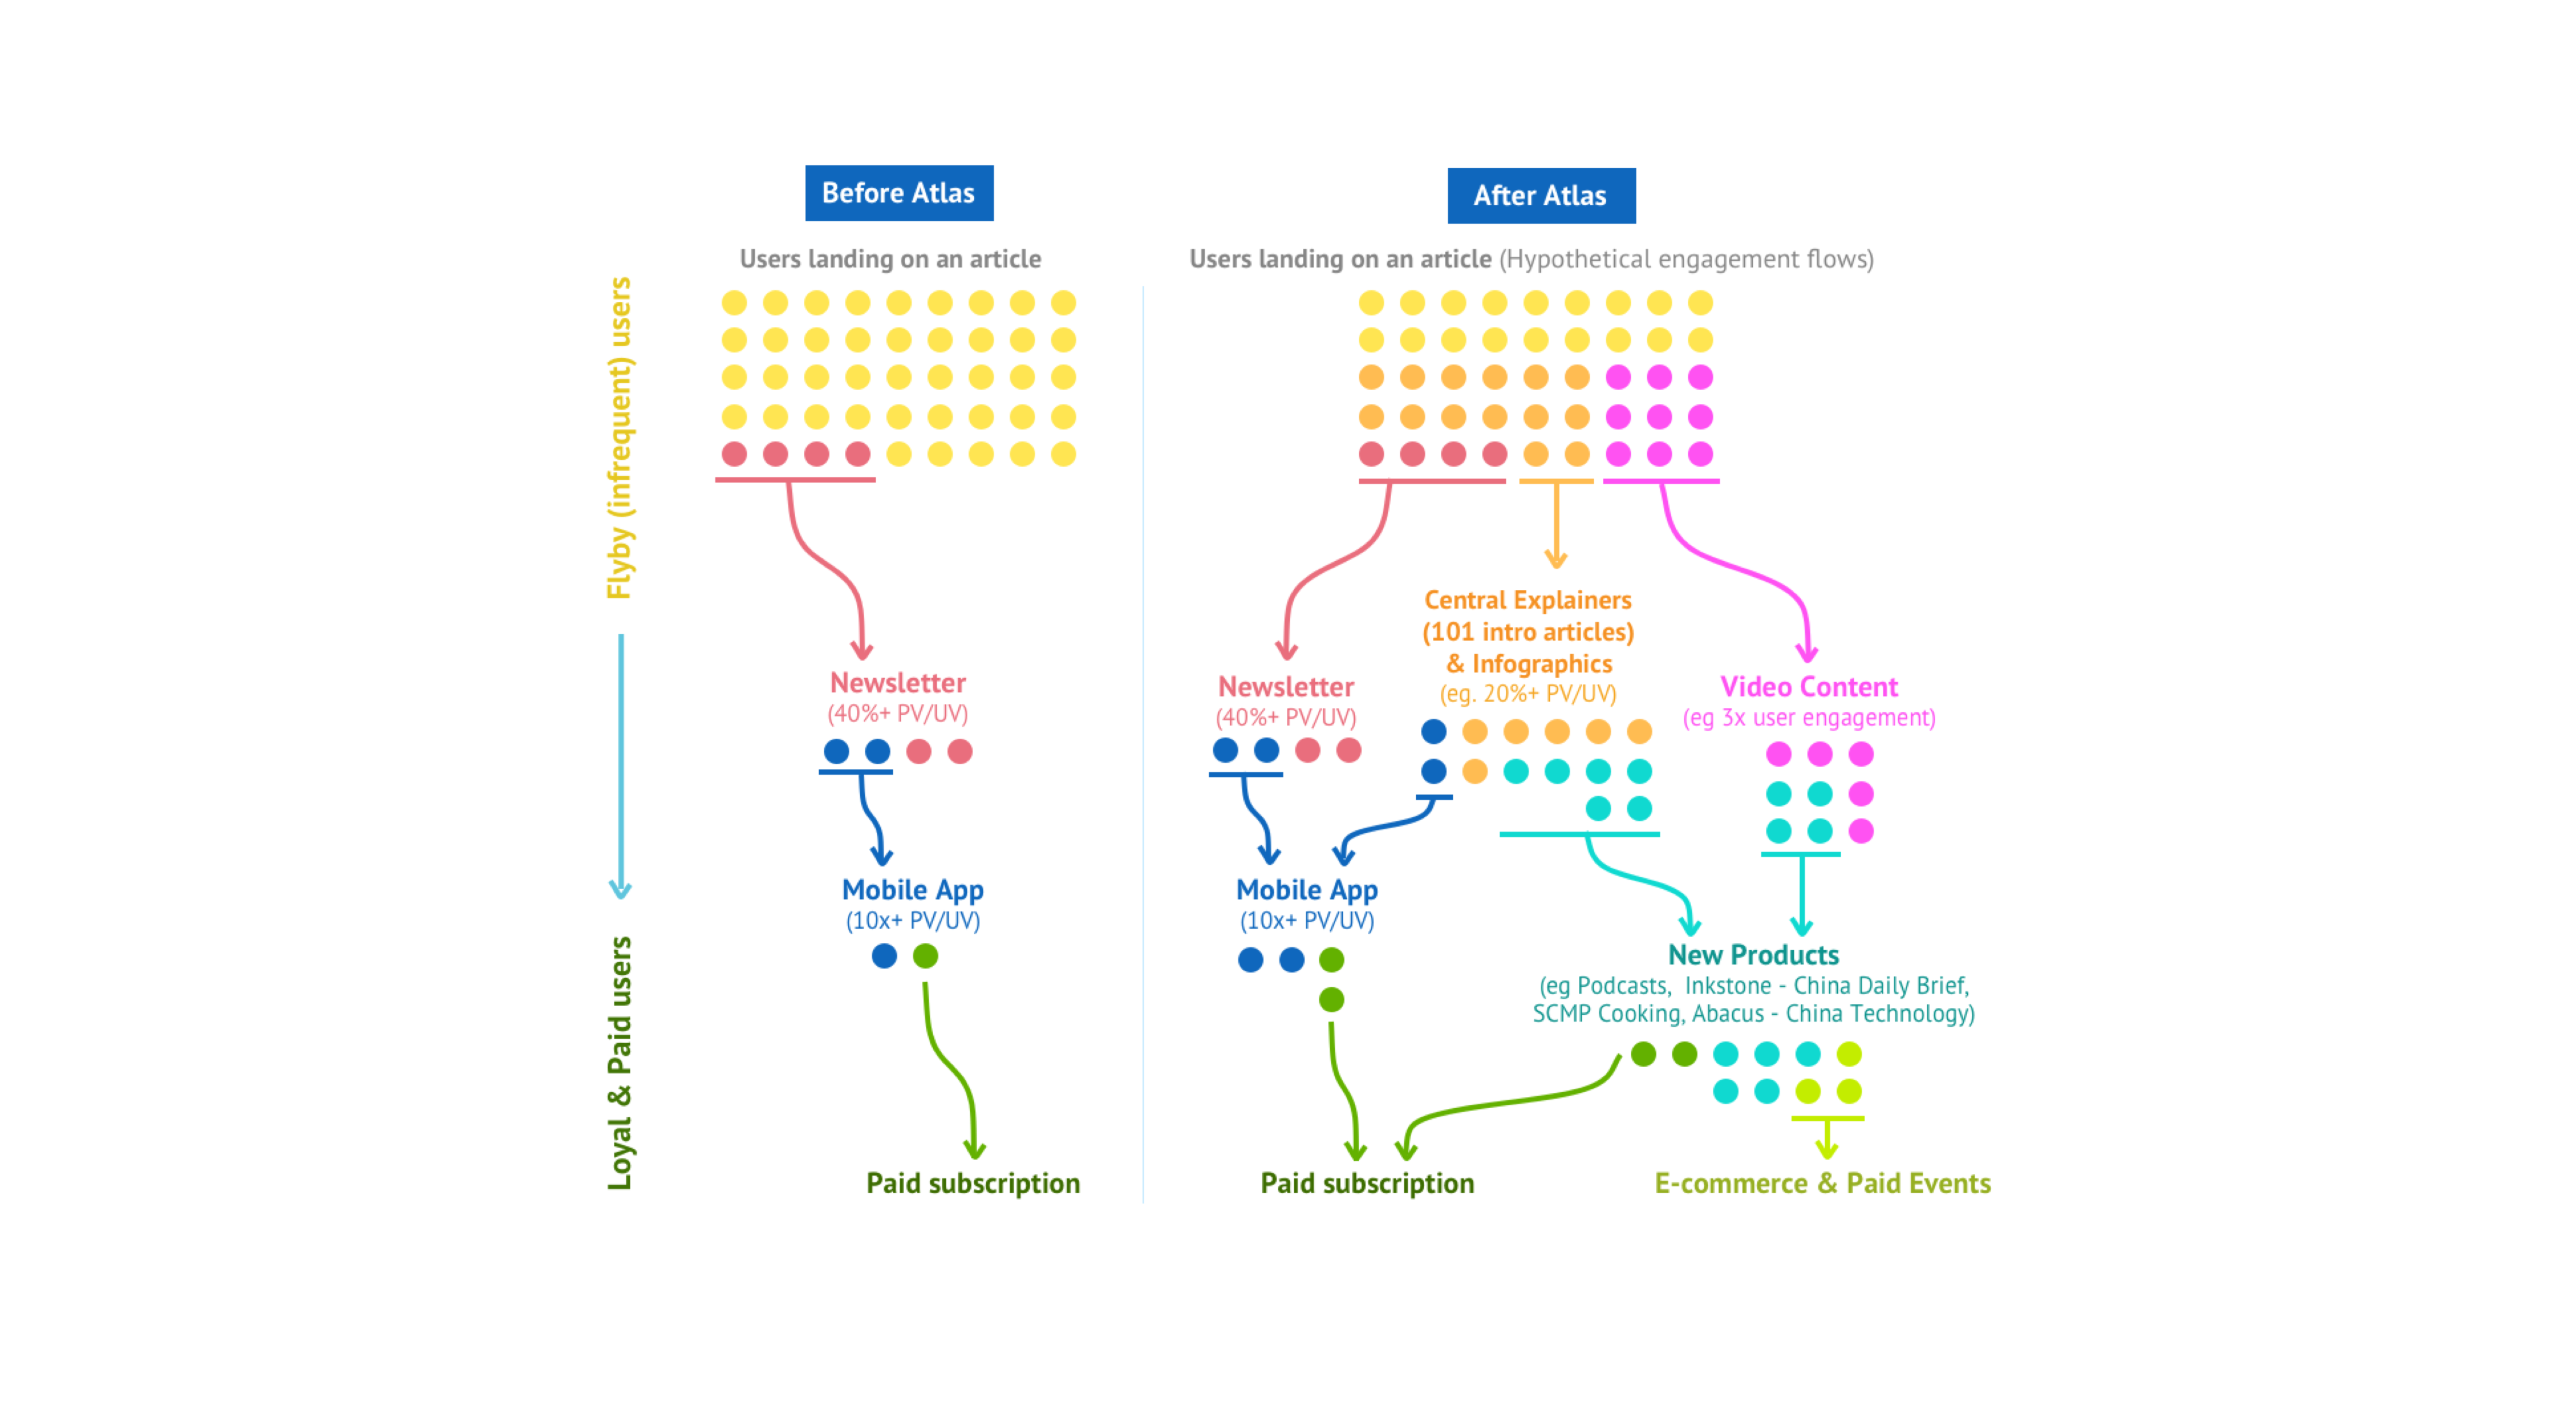 Flyby (infrequent) users
Loyal & Paid users
Before Atlas
Users landing on an article
Newsletter
(40%+ PV/UV)
Mobile App
(10x+ PV/UV)
Paid subscription
After Atlas
Users landing on an article (Hypothetical engagement flows)
Newsletter
(40%+ PV/UV)
Central Explainers
(101 intro articles)
& Infographics
(eg. 20%+ PV/UV)
Video Content
(eg 3x user engagement)
Mobile App
(10x+ PV/UV)
New Products
(eg Podcasts, Inkstone - China Daily Brief,
SCMP Cooking, Abacus - China Technology)
Paid subscription
E-commerce & Paid Events